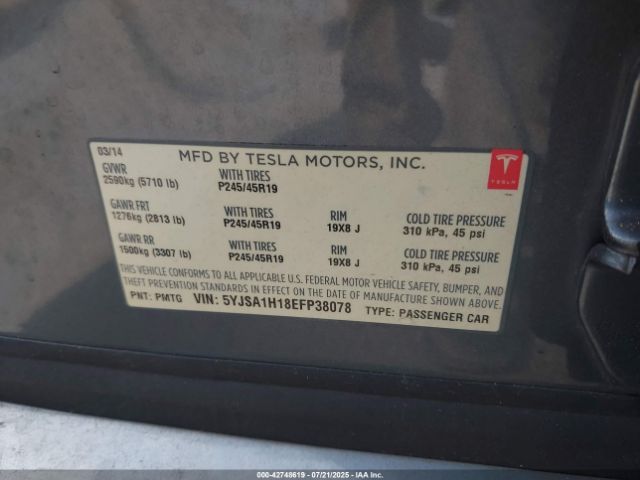 03/14
MFD BY TESLA MOTORS, INC.
TESLA
GVWR WITH TIRES
2590kg (5710 lb) P245/45R19
GAWR FRT WITH TIRES RIM COLD TIRE PRESSURE
1276kg (2813 lb) P245/45R19 19X8 J 310 kPa, 45 psi
GAWR RR WITH TIRES RIM COLD TIRE PRESSURE
1500kg (3307 lb) P245/45R19 19X8 J 310 kPa, 45 psi
THIS VEHICLE CONFORMS TO ALL APPLICABLE U.S. FEDERAL MOTOR VEHICLE SAFETY, BUMPER, AND
THEFT PREVENTION STANDARDS IN EFFECT ON THE DATE OF MANUFACTURE SHOWN ABOVE.
PNT: PMTG VIN: 5YJSA1H18EFP38078 TYPE: PASSENGER CAR
000-42748619 - 07/21/2025 - IAAI.com, Inc.